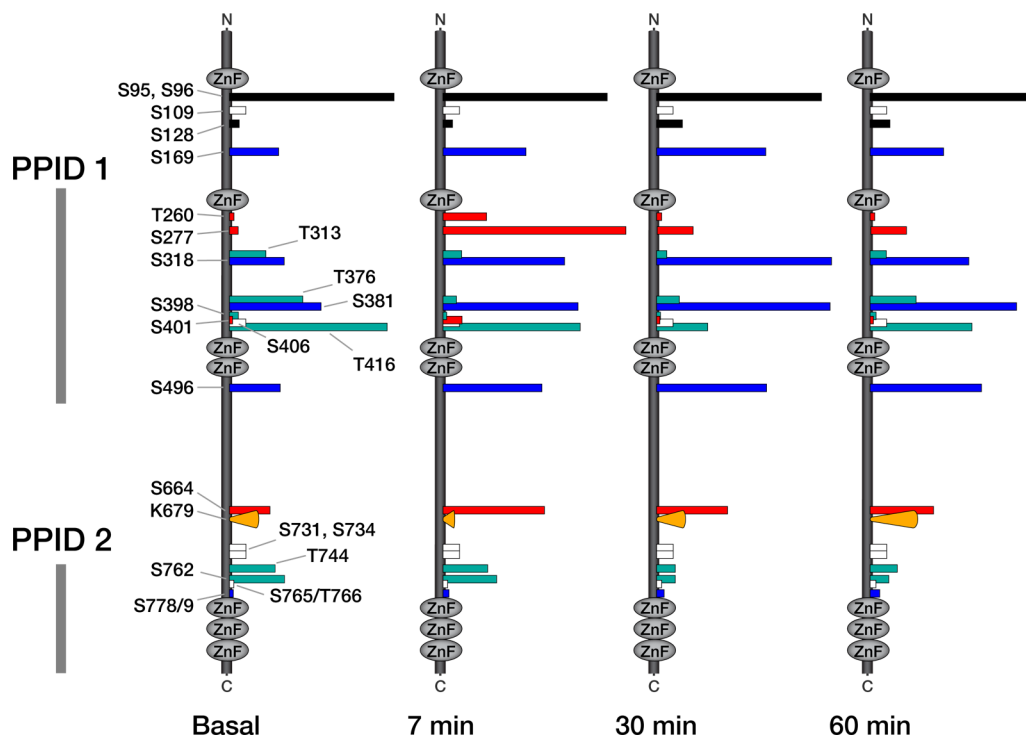 N N N N
ZnF ZnF ZnF ZnF
S95, S96
S109
S128
S169
PPID 1
ZnF ZnF ZnF ZnF
T260
S277
T313
S318
T376
S381
S398
S401
S406
T416
ZnF ZnF ZnF ZnF
ZnF ZnF ZnF ZnF
S496
S664
K679
S731, S734
PPID 2
T744
S762
S765/T766
S778/9
ZnF ZnF ZnF ZnF
ZnF ZnF ZnF ZnF
ZnF ZnF ZnF ZnF
C C C C
Basal 7 min 30 min 60 min